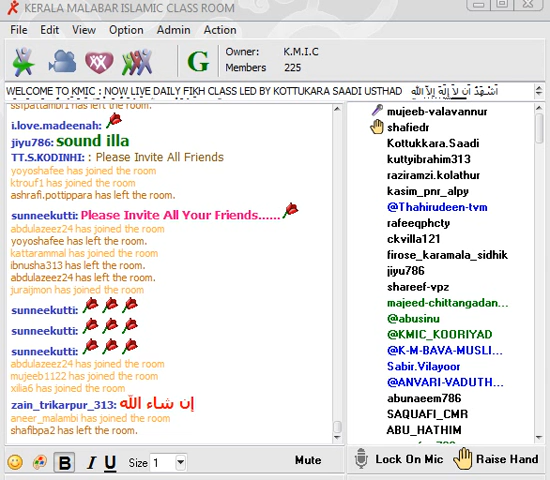 KERALA MALABAR ISLAMIC CLASS ROOM
File Edit View Option Admin Action
G
Owner: K.M.I.C
Members 225
WELCOME TO KMIC : NOW LIVE DAILY FIKH CLASS LED BY KOTTUKARA SAADI USTHAD أشهد أن لا إله إلا الله
ssfpattambi1 has left the room.
i.love.madeenah:
jiyu786: sound illa
TT.S.KODINHI: : Please Invite All Friends
yoyoshafee has joined the room
ktrouf1 has joined the room
ashrafi.pottippara has left the room.
sunneekutti: Please Invite All Your Friends......
abdulazeez24 has joined the room
yoyoshafee has left the room.
kattarammal has joined the room
ibnusha313 has left the room.
abdulazeez24 has left the room.
juraijmon has joined the room
sunneekutti:
sunneekutti:
sunneekutti:
abdulazeez24 has joined the room
mujeeb1122 has joined the room
xilia6 has joined the room
zain_trikarpur_313: إن شاء الله
aneer_malambi has joined the room
shafibpa2 has left the room.
mujeeb-valavannur
shafiedr
Kottukkara.Saadi
kuttyibrahim313
raziramzi.kolathur
kasim_pnr_alpy
@Thahirudeen-tvm
rafeeqphcty
ckvilla121
firose_karamala_sidhik
jiyu786
shareef-vpz
majeed-chittangadan...
@abusinu
@KMIC_KOORIYAD
@K-M-BAVA-MUSLI...
Sabir.Vilayoor
@ANVARI-VADUTH...
abunaeem786
SAQUAFI_CMR
ABU_HATHIM
B I U Size 1 Mute
Lock On Mic Raise Hand